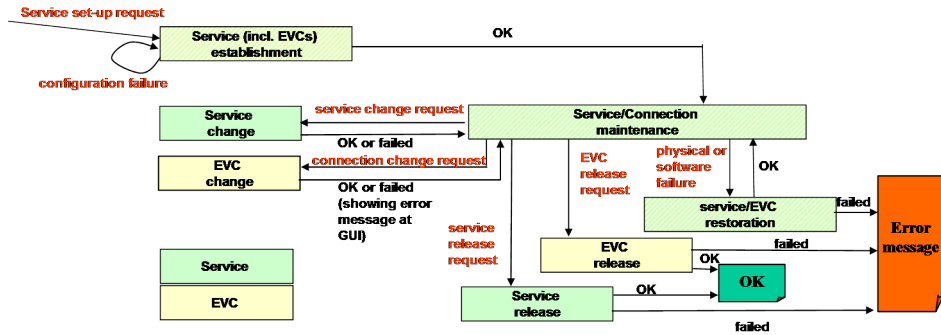 Service set-up request
Service (incl. EVCs)
establishment
OK
configuration failure
Service
change
service change request
OK or failed
Service/Connection
maintenance
EVC
change
connection change request
OK or failed
(showing error
message at
GUI)
EVC
release
request
physical or
software
failure
OK
service/EVC
restoration
failed
Error
message
service
release
request
EVC
release
failed
OK
OK
Service
EVC
Service
release
OK
failed